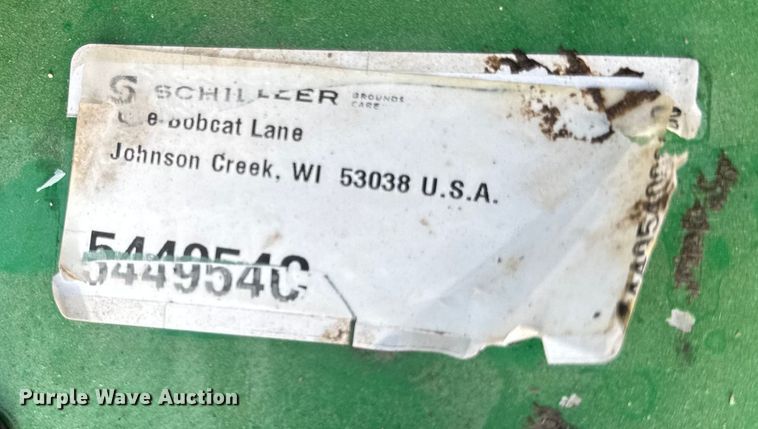 SCHILLER GROUNDS CARE
e Bobcat Lane
Johnson Creek, WI 53038 U.S.A.
544954C
Purple Wave Auction